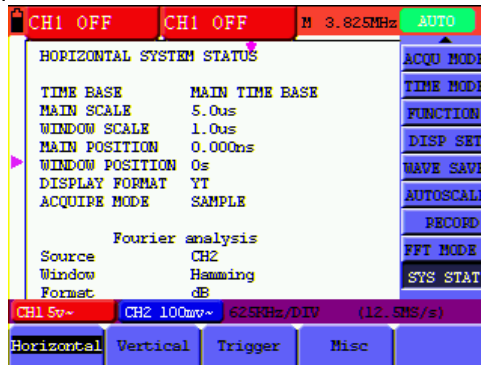 CH1 OFF CH1 OFF M 3.825MHz AUTO
HORIZONTAL SYSTEM STATUS
TIME BASE MAIN TIME BASE
MAIN SCALE 5.0us
WINDOW SCALE 1.0us
MAIN POSITION 0.000ns
WINDOW POSITION 0s
DISPLAY FORMAT YT
ACQUIPE MODE SAMPLE
Fourier analysis
Source CH2
Window Hamming
Format dB
ACQU MODE
TIME MODE
FUNCTION
DISP SET
WAVE SAVE
AUTOSCALE
RECORD
FFT MODE
SYS STAT
CH1 5v~ CH2 100mv~ 625KHz/DIV (12.5MS/s)
Horizontal Vertical Trigger Misc